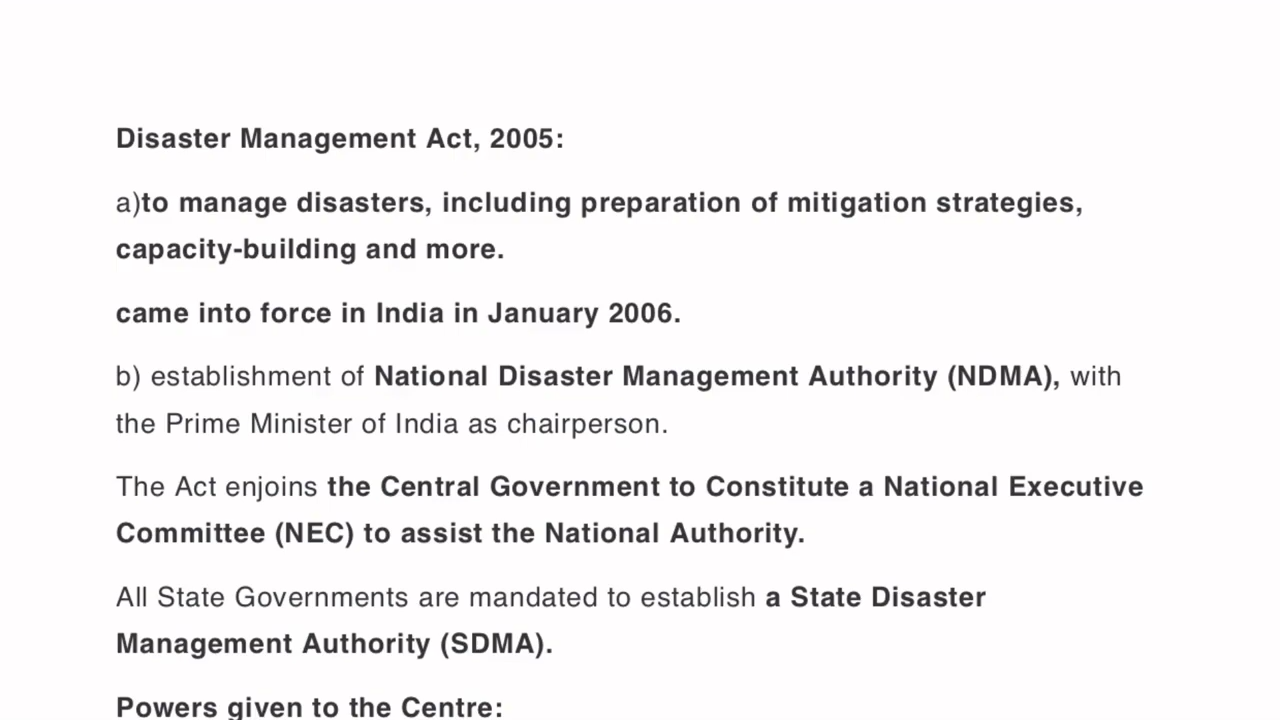 Disaster Management Act, 2005:
a)to manage disasters, including preparation of mitigation strategies,
capacity-building and more.
came into force in India in January 2006.
b) establishment of National Disaster Management Authority (NDMA), with
the Prime Minister of India as chairperson.
The Act enjoins the Central Government to Constitute a National Executive
Committee (NEC) to assist the National Authority.
All State Governments are mandated to establish a State Disaster
Management Authority (SDMA).
Powers given to the Centre: